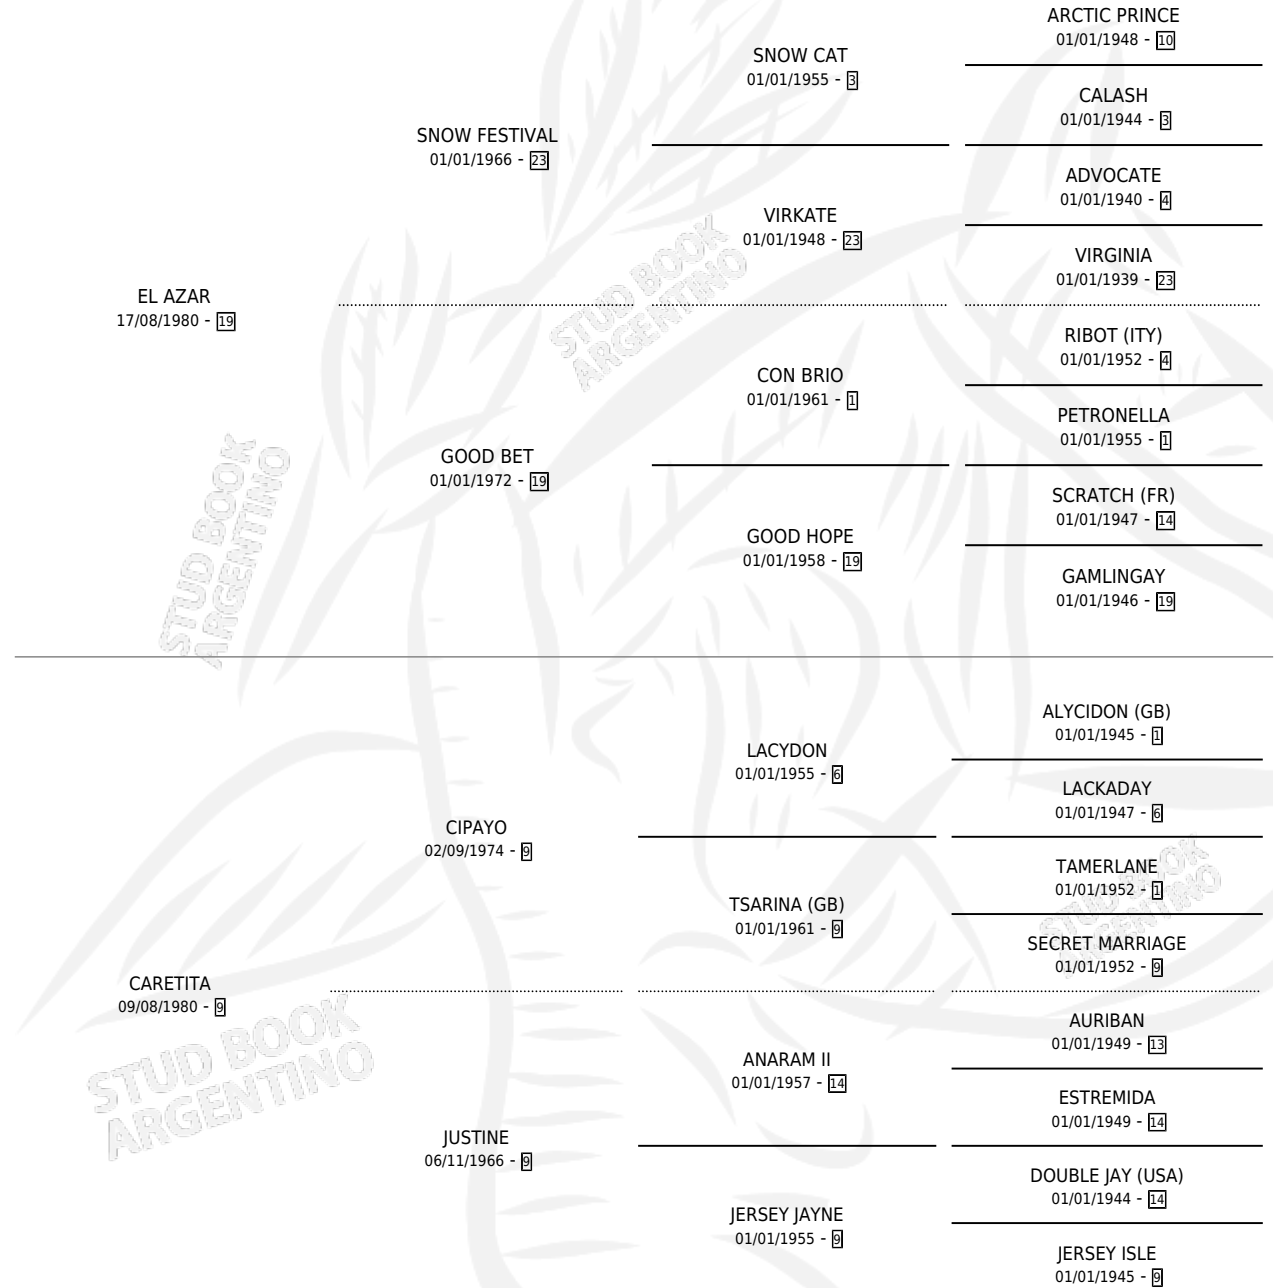 ARCTIC PRINCE
01/01/1948 - 10
SNOW CAT
01/01/1955 - 3
CALASH
01/01/1944 - 3
SNOW FESTIVAL
01/01/1966 - 23
ADVOCATE
01/01/1940 - 4
VIRKATE
01/01/1948 - 23
VIRGINIA
01/01/1939 - 23
EL AZAR
17/08/1980 - 19
STUD BOOK
ARGENTINO
RIBOT (ITY)
01/01/1952 - 4
CON BRIO
01/01/1961 - 1
PETRONELLA
01/01/1955 - 1
GOOD BET
01/01/1972 - 19
SCRATCH (FR)
01/01/1947 - 14
GOOD HOPE
01/01/1958 - 19
GAMLINGAY
01/01/1946 - 19
STUD BOOK
ARGENTINO
ALYCIDON (GB)
01/01/1945 - 1
LACYDON
01/01/1955 - 6
LACKADAY
01/01/1947 - 6
CIPAYO
02/09/1974 - 9
TAMERLANE
01/01/1952 - 1
TSARINA (GB)
01/01/1961 - 9
STUD BOOK
ARGENTINO
SECRET MARRIAGE
01/01/1952 - 9
CARETITA
09/08/1980 - 9
STUD BOOK
ARGENTINO
AURIBAN
01/01/1949 - 13
ANARAM II
01/01/1957 - 14
ESTREMIDA
01/01/1949 - 14
JUSTINE
06/11/1966 - 9
DOUBLE JAY (USA)
01/01/1944 - 14
JERSEY JAYNE
01/01/1955 - 9
JERSEY ISLE
01/01/1945 - 9